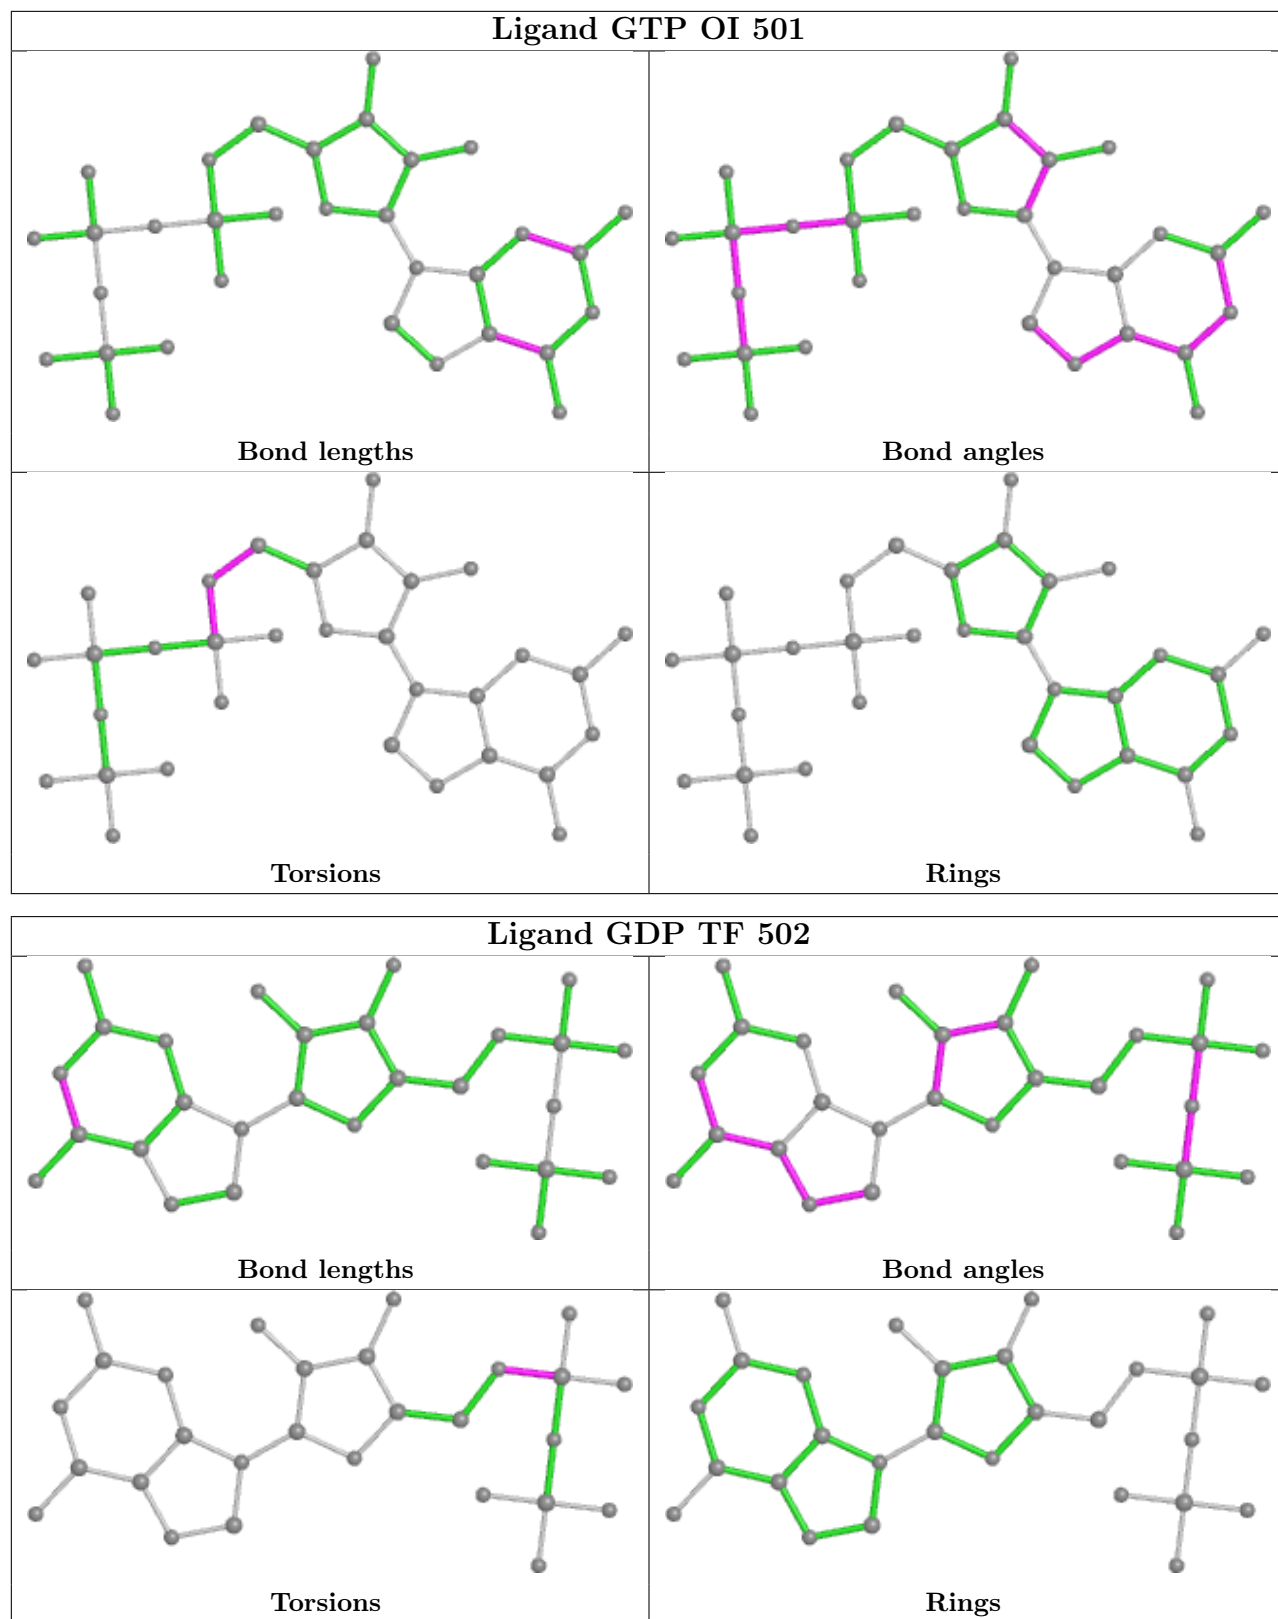 Ligand GTP OI 501
Bond lengths
Bond angles
Torsions
Rings
Ligand GDP TF 502
Bond lengths
Bond angles
Torsions
Rings